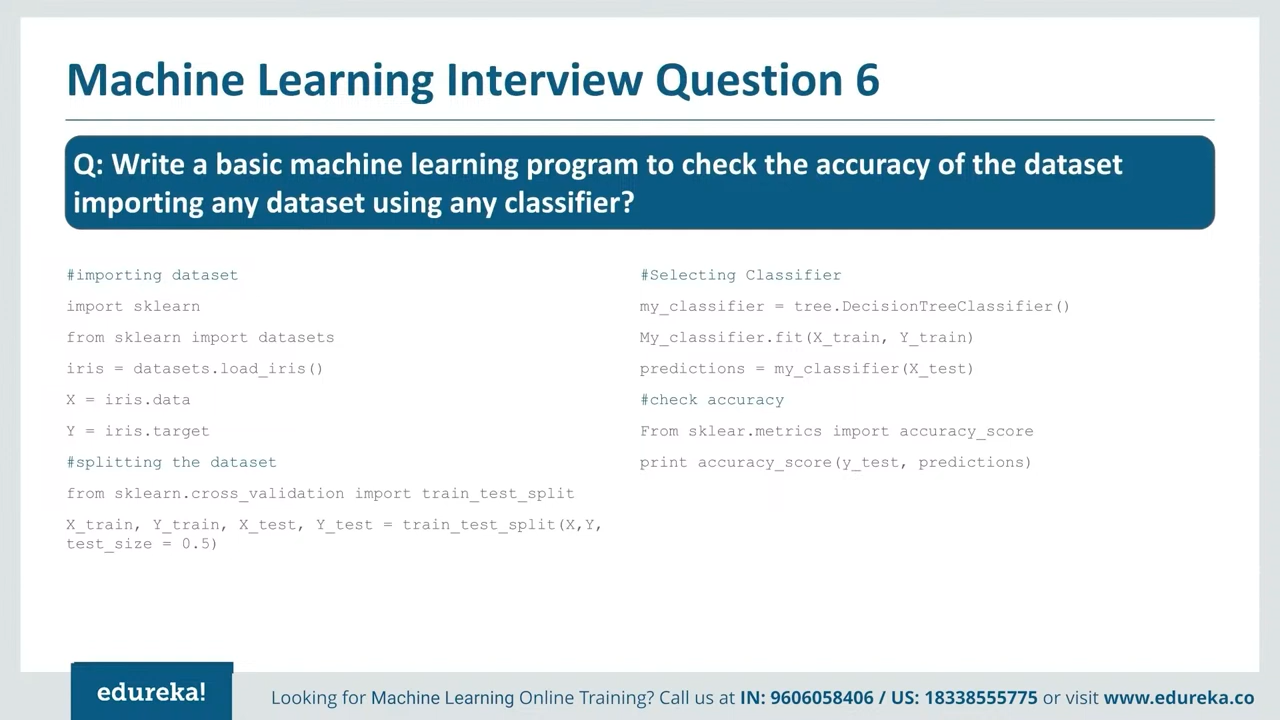 Machine Learning Interview Question 6
Q: Write a basic machine learning program to check the accuracy of the dataset
importing any dataset using any classifier?
#importing dataset
import sklearn
from sklearn import datasets
iris = datasets.load_iris()
X = iris.data
Y = iris.target
#splitting the dataset
from sklearn.cross_validation import train_test_split
X_train, Y_train, X_test, Y_test = train_test_split(X,Y,
test_size = 0.5)
#Selecting Classifier
my_classifier = tree.DecisionTreeClassifier()
My_classifier.fit(X_train, Y_train)
predictions = my_classifier(X_test)
#check accuracy
From sklear.metrics import accuracy_score
print accuracy_score(y_test, predictions)
edureka!
Looking for Machine Learning Online Training? Call us at IN: 9606058406 / US: 18338555775 or visit www.edureka.co